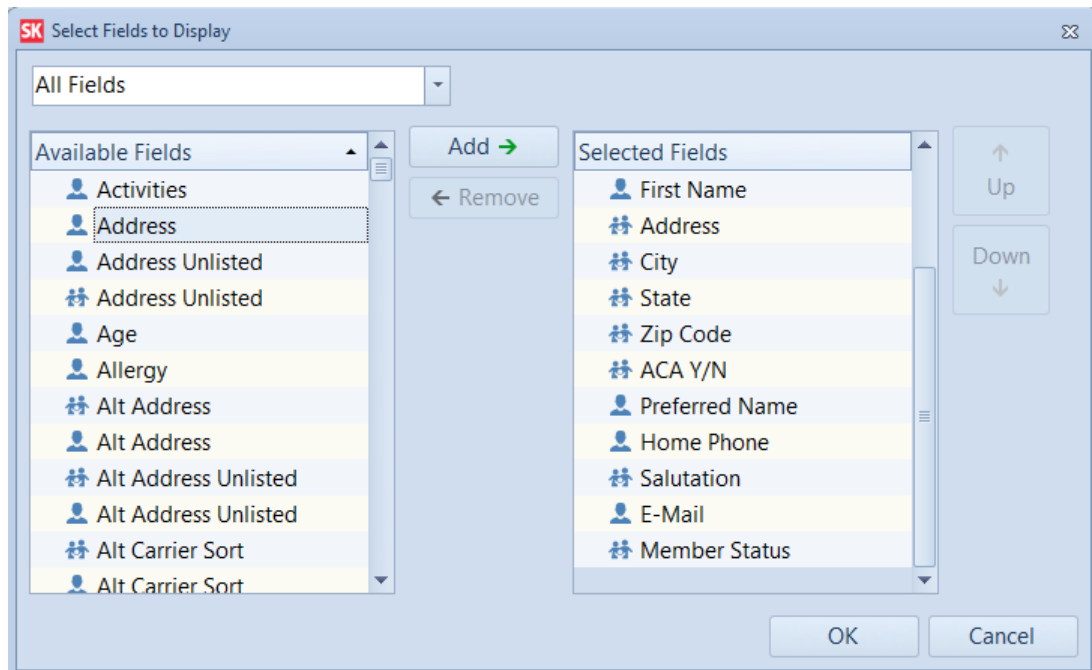 SK Select Fields to Display
All Fields
Available Fields
Activities
Address
Address Unlisted
Address Unlisted
Age
Allergy
Alt Address
Alt Address
Alt Address Unlisted
Alt Address Unlisted
Alt Carrier Sort
Alt Carrier Sort
Add
Remove
Selected Fields
First Name
Address
City
State
Zip Code
ACA Y/N
Preferred Name
Home Phone
Salutation
E-Mail
Member Status
Up
Down
OK
Cancel